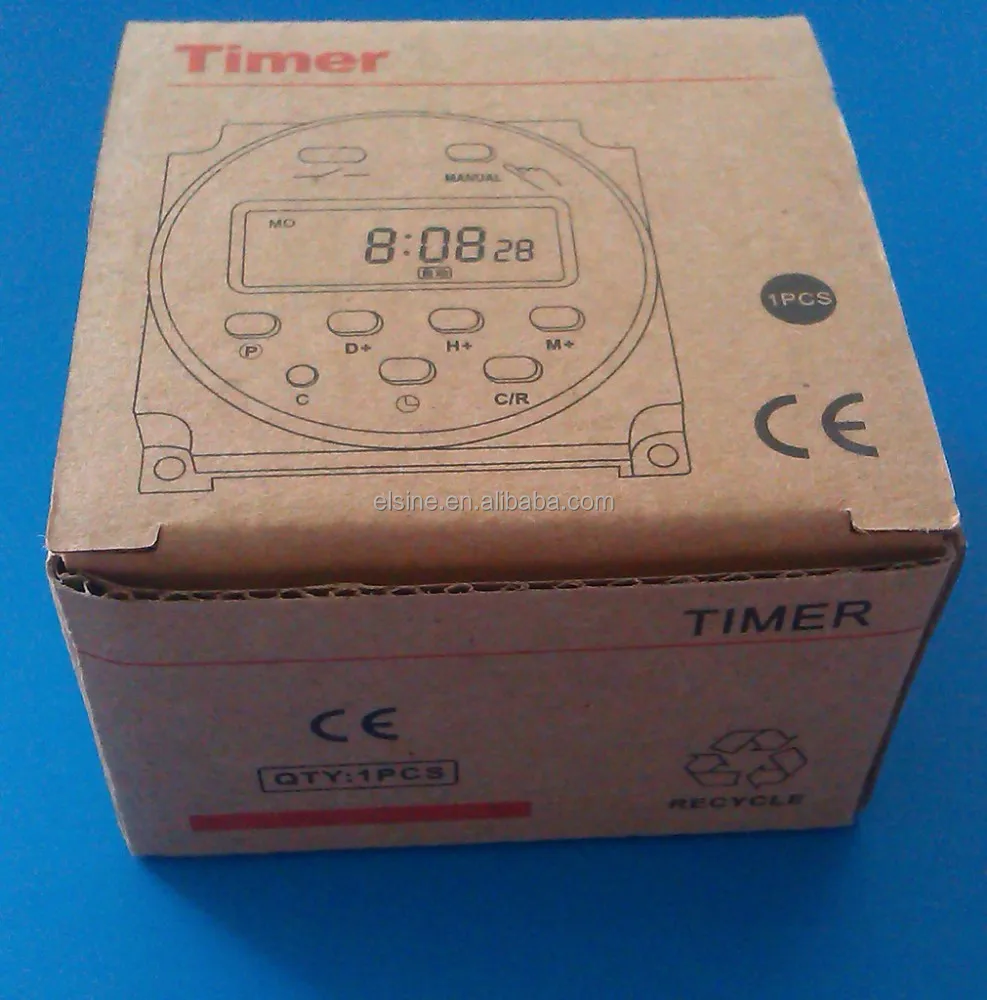 Timer
MANUAL
MO
8:08 28
P D+ H+ M+
C C/R
1PCS
CE
elsine.en.alibaba.com
TIMER
CE
QTY:1PCS
RECYCLE